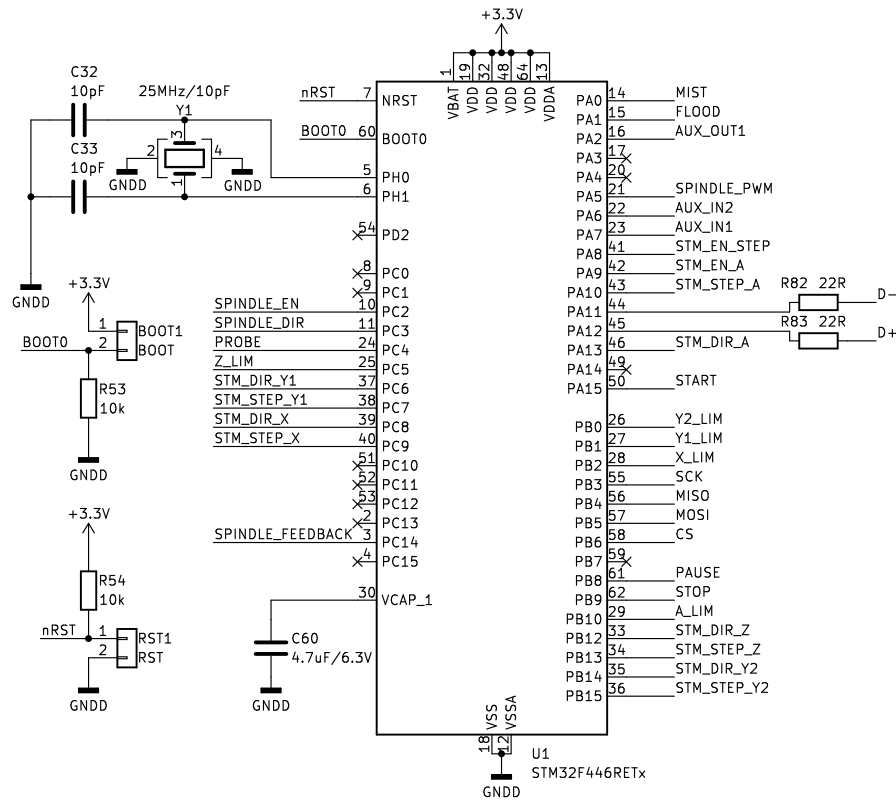 +3.3V
C32
10pF
25MHz/10pF
Y1
3
2
4
1
GNDD
GNDD
C33
10pF
GNDD
nRST 7 NRST
BOOT0 60 BOOT0
5 PH0
6 PH1
54 PD2
8 PC0
9 PC1
SPINDLE_EN 10 PC2
SPINDLE_DIR 11 PC3
PROBE 24 PC4
Z_LIM 25 PC5
STM_DIR_Y1 37 PC6
STM_STEP_Y1 38 PC7
STM_DIR_X 39 PC8
STM_STEP_X 40 PC9
51 PC10
52 PC11
53 PC12
2 PC13
SPINDLE_FEEDBACK 3 PC14
4 PC15
30 VCAP_1
1 VBAT
19 VDD
32 VDD
48 VDD
64 VDD
13 VDDA
PA0 14 MIST
PA1 15 FLOOD
PA2 16 AUX_OUT1
PA3 17
PA4 20
PA5 21 SPINDLE_PWM
PA6 22 AUX_IN2
PA7 23 AUX_IN1
PA8 41 STM_EN_STEP
PA9 42 STM_EN_A
PA10 43 STM_STEP_A
PA11 44 R82 22R D-
PA12 45 R83 22R D+
PA13 46 STM_DIR_A
PA14 49
PA15 50 START
PB0 26 Y2_LIM
PB1 27 Y1_LIM
PB2 28 X_LIM
PB3 55 SCK
PB4 56 MISO
PB5 57 MOSI
PB6 58 CS
PB7 59
PB8 61 PAUSE
PB9 62 STOP
PB10 29 A_LIM
PB12 33 STM_DIR_Z
PB13 34 STM_STEP_Z
PB14 35 STM_DIR_Y2
PB15 36 STM_STEP_Y2
+3.3V
1 BOOT1
BOOT0 2 BOOT
R53
10k
GNDD
+3.3V
R54
10k
nRST 1 RST1
2 RST
GNDD
C60
4.7uF/6.3V
GNDD
VSS 18
VSSA 12
GNDD
U1
STM32F446RETx